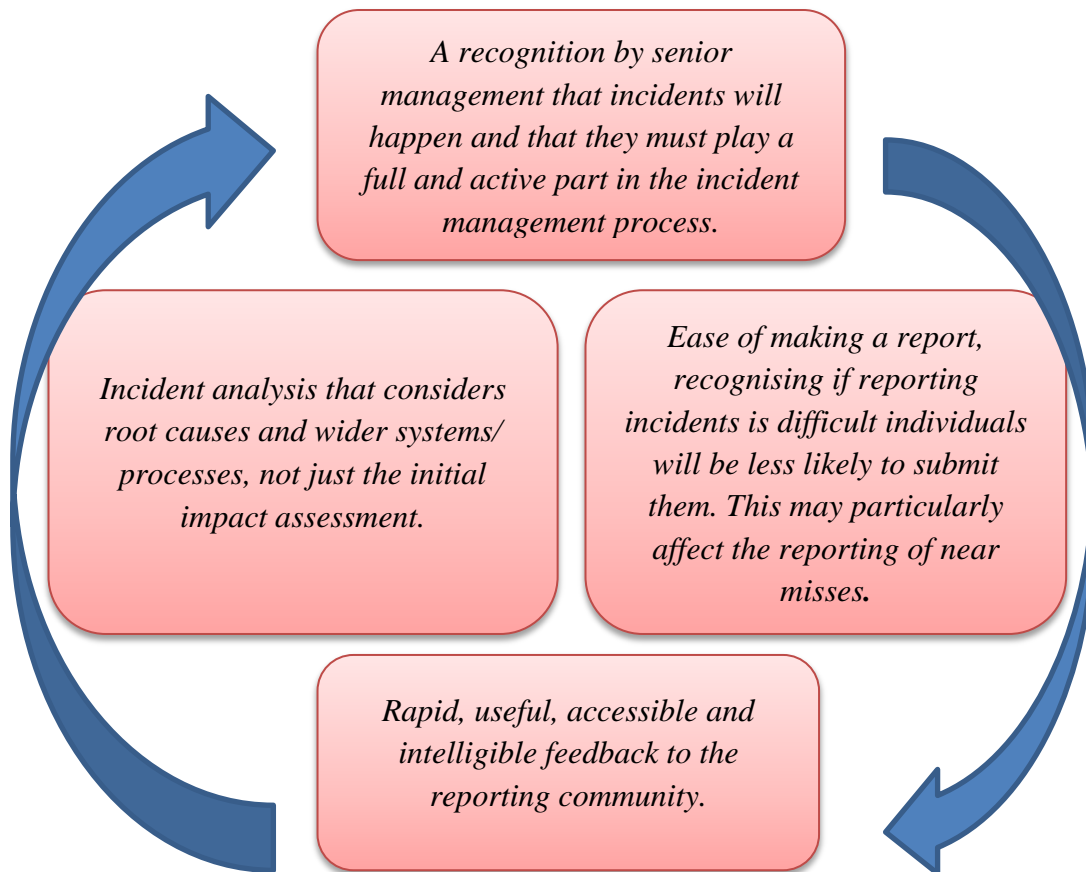 A recognition by senior
management that incidents will
happen and that they must play a
full and active part in the incident
management process.
Incident analysis that considers
root causes and wider systems/
processes, not just the initial
impact assessment.
Ease of making a report,
recognising if reporting
incidents is difficult individuals
will be less likely to submit
them. This may particularly
affect the reporting of near
misses.
Rapid, useful, accessible and
intelligible feedback to the
reporting community.